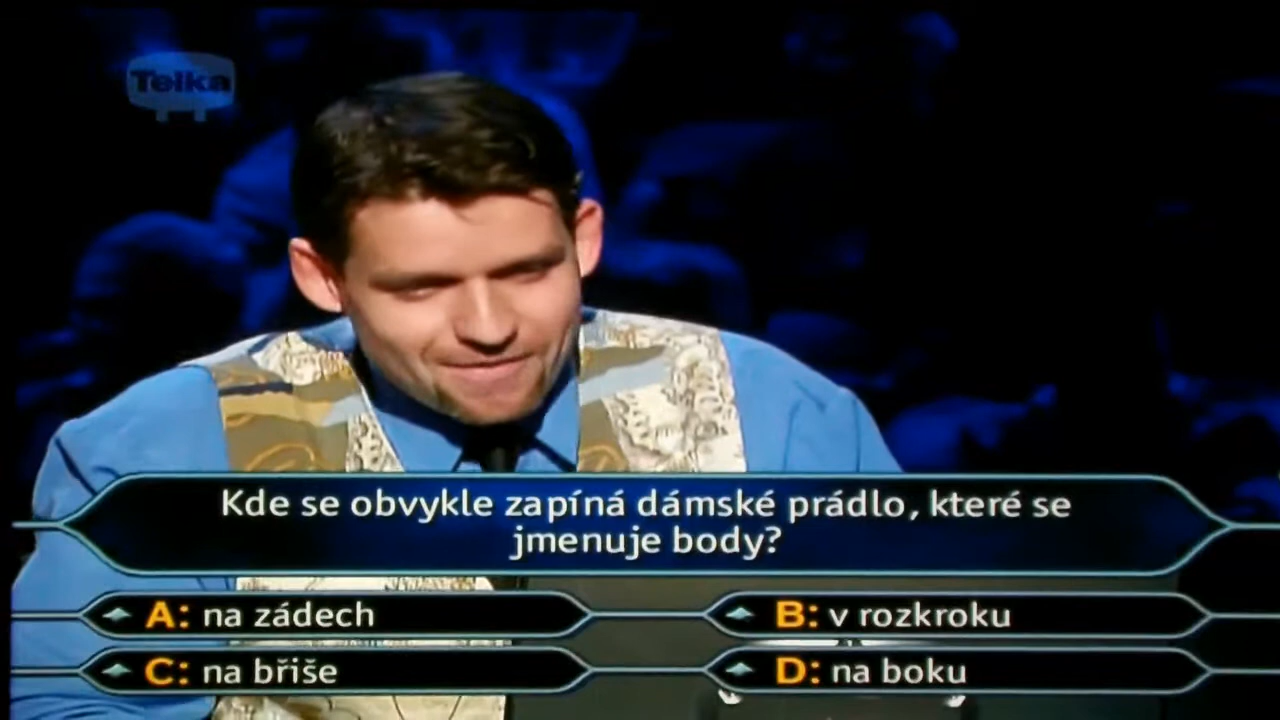 Telka
Kde se obvykle zapíná dámské prádlo, které se
jmenuje body?
A: na zádech
B: v rozkroku
C: na břiše
D: na boku